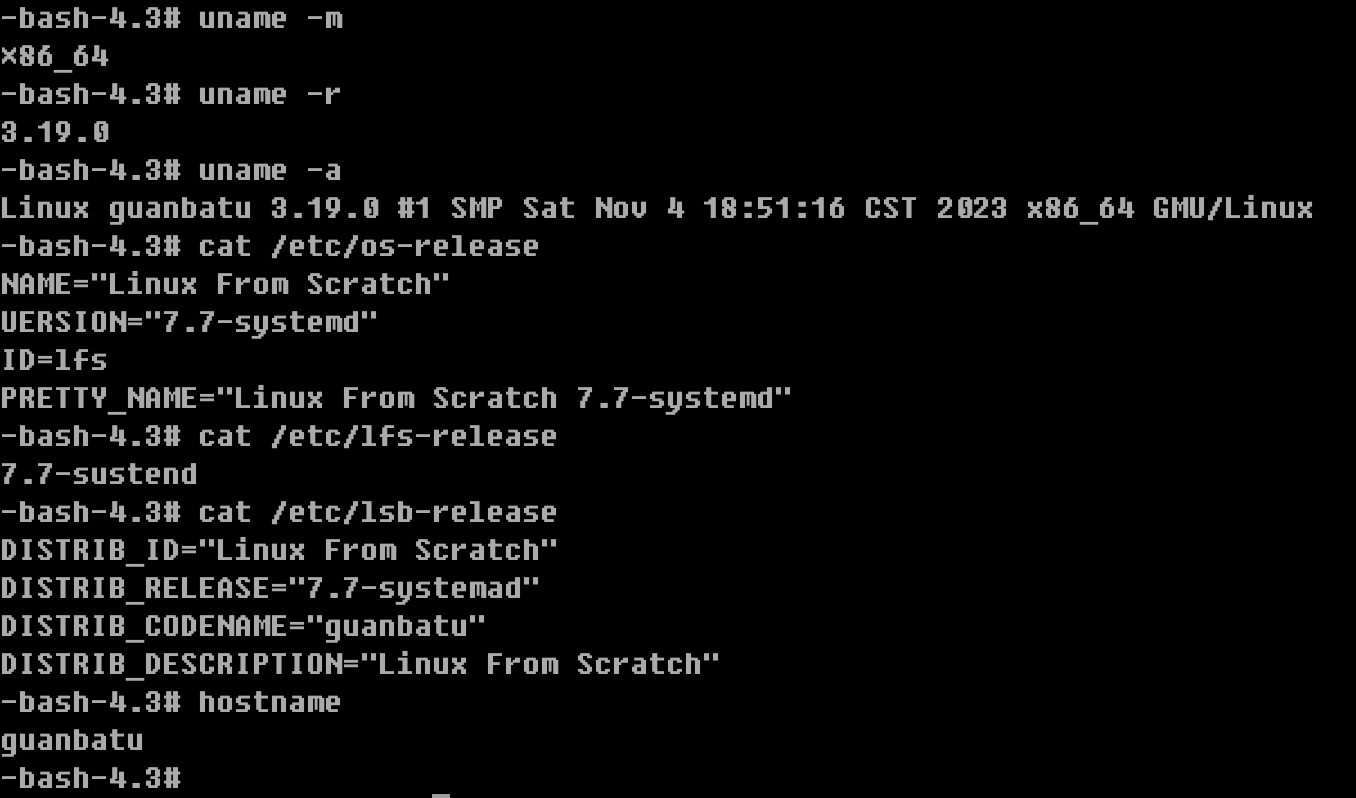 -bash-4.3# uname -m
x86_64
-bash-4.3# uname -r
3.19.0
-bash-4.3# uname -a
Linux guanbatu 3.19.0 #1 SMP Sat Nov 4 18:51:16 CST 2023 x86_64 GMU/Linux
-bash-4.3# cat /etc/os-release
NAME="Linux From Scratch"
VERSION="7.7-systemd"
ID=lfs
PRETTY_NAME="Linux From Scratch 7.7-systemd"
-bash-4.3# cat /etc/lfs-release
7.7-sustend
-bash-4.3# cat /etc/lsb-release
DISTRIB_ID="Linux From Scratch"
DISTRIB_RELEASE="7.7-systemad"
DISTRIB_CODENAME="guanbatu"
DISTRIB_DESCRIPTION="Linux From Scratch"
-bash-4.3# hostname
guanbatu
-bash-4.3#